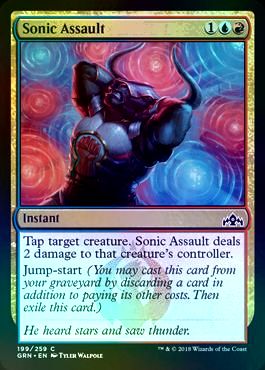 Sonic Assault 1
Instant
Tap target creature. Sonic Assault deals
2 damage to that creature's controller.
Jump-start (You may cast this card from
your graveyard by discarding a card in
addition to paying its other costs. Then
exile this card.)
He heard stars and saw thunder.
199/259 C
GRN • EN Tyler Walpole
™ & © 2018 Wizards of the Coast